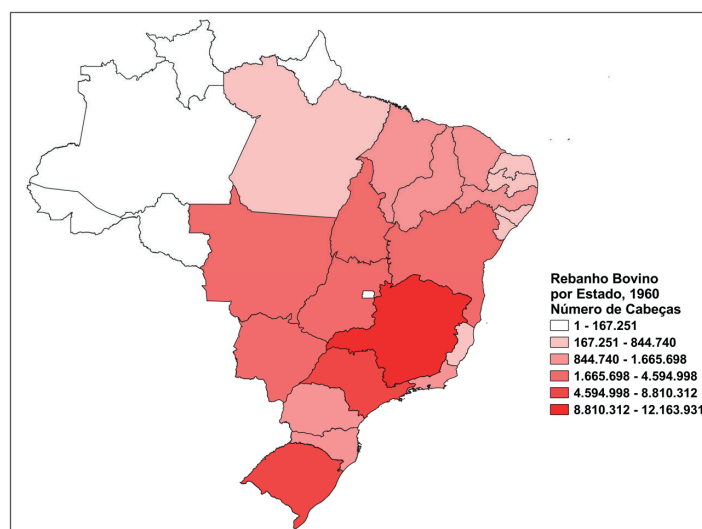 Rebanho Bovino
por Estado, 1960
Número de Cabeças
1 - 167.251
167.251 - 844.740
844.740 - 1.665.698
1.665.698 - 4.594.998
4.594.998 - 8.810.312
8.810.312 - 12.163.931